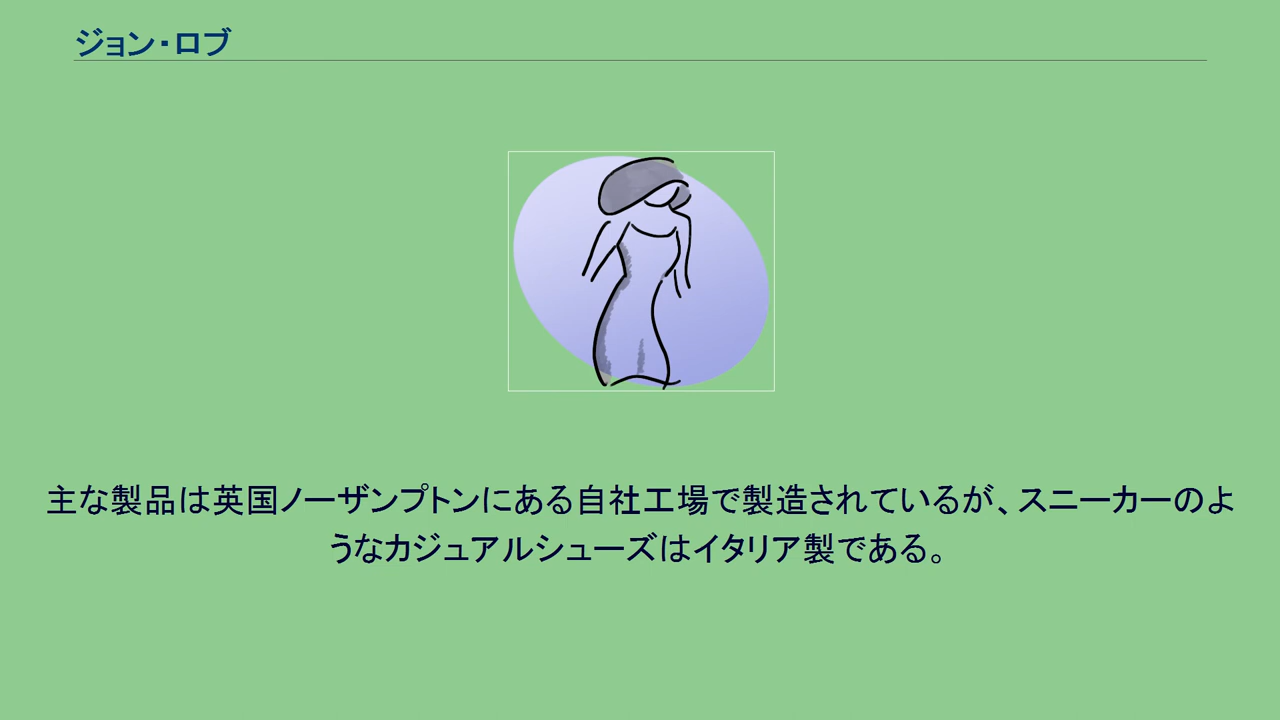 ジョン・ロブ
主な製品は英国ノーザンプトンにある自社工場で製造されているが、スニーカーのよ
うなカジュアルシューズはイタリア製である。